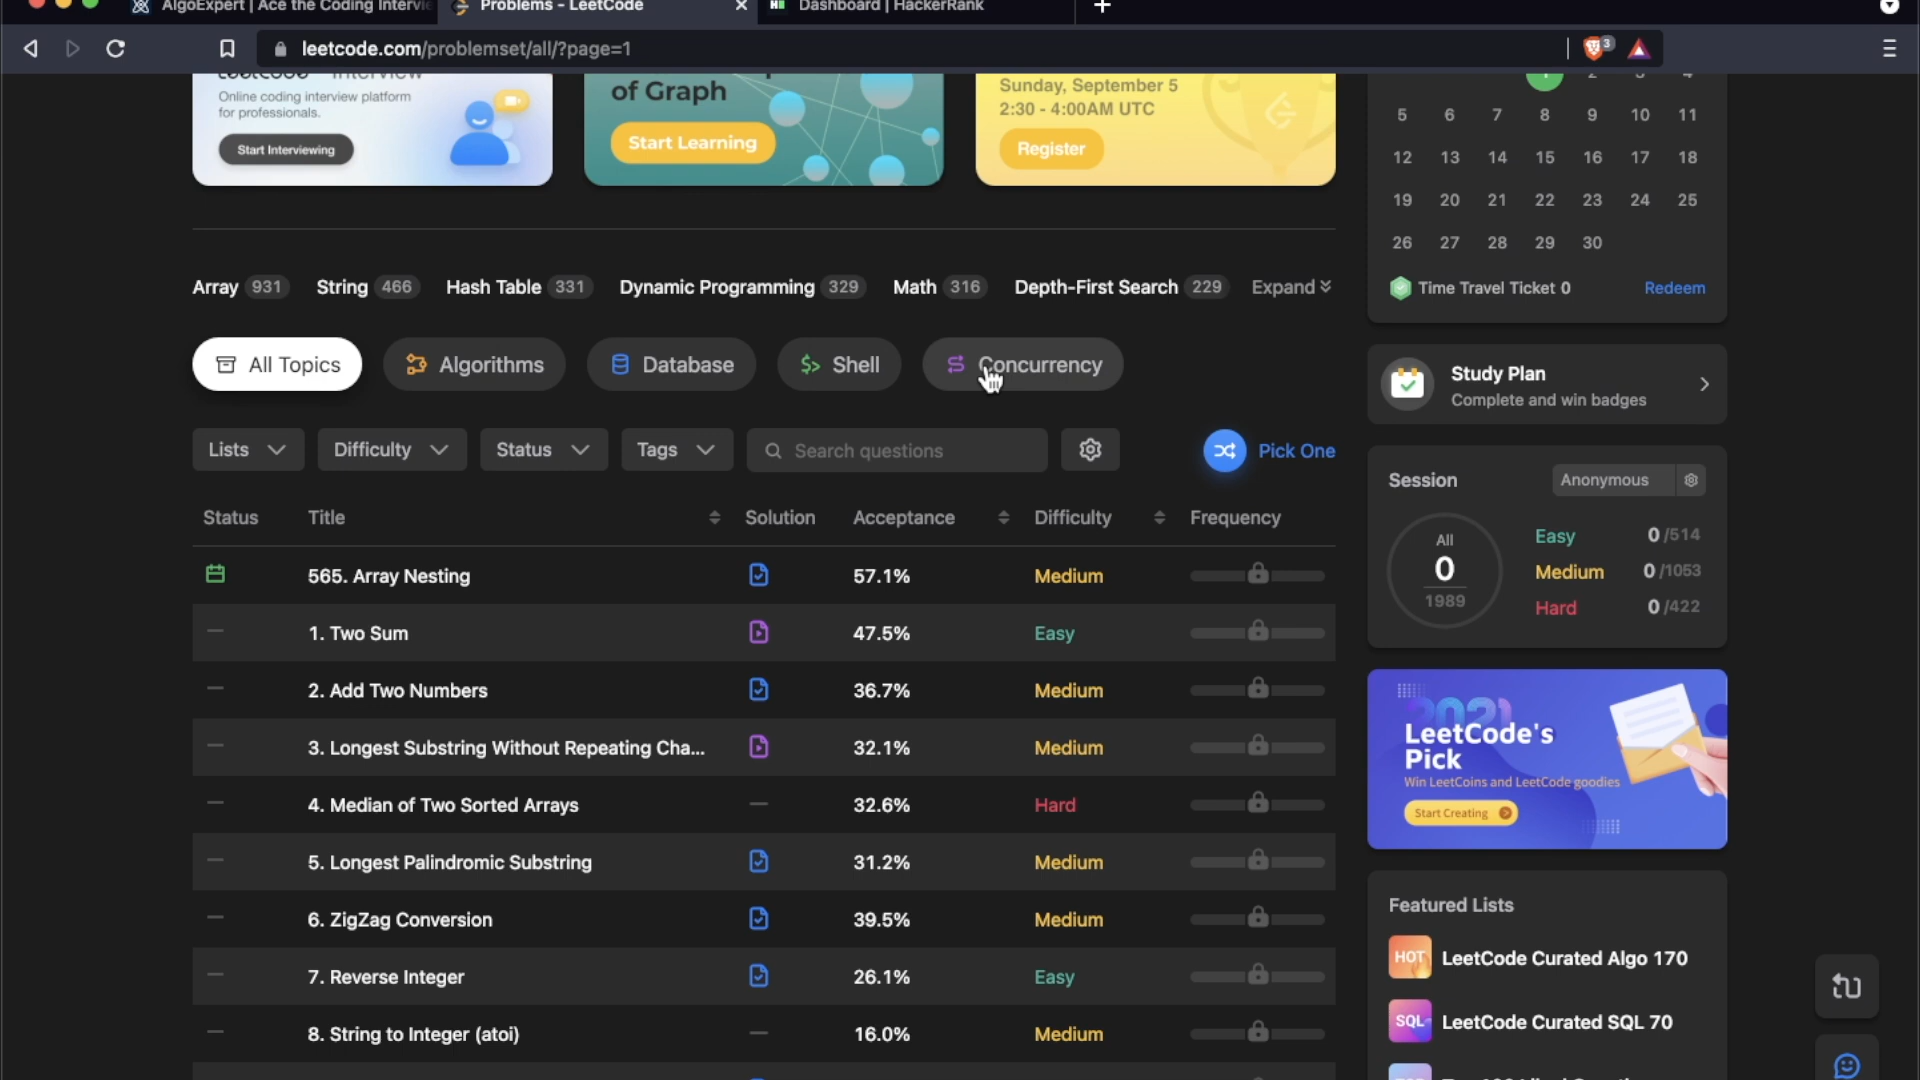 AlgoExpert | Ace the Coding Intervie
Problems - LeetCode
Dashboard | HackerRank
leetcode.com/problemset/all/?page=1
3
LeetCode Interview
Online coding interview platform
for professionals.
Start Interviewing
of Graph
Start Learning
Sunday, September 5
2:30 - 4:00AM UTC
Register
1 2 3 4
5 6 7 8 9 10 11
12 13 14 15 16 17 18
19 20 21 22 23 24 25
26 27 28 29 30
Time Travel Ticket 0 Redeem
Array 931 String 466 Hash Table 331 Dynamic Programming 329 Math 316 Depth-First Search 229 Expand
All Topics Algorithms Database Shell Concurrency
Study Plan
Complete and win badges
Lists Difficulty Status Tags Search questions Pick One
Session Anonymous
All
0
1989
Easy 0 /514
Medium 0 /1053
Hard 0 /422
Status Title Solution Acceptance Difficulty Frequency
565. Array Nesting 57.1% Medium
1. Two Sum 47.5% Easy
2. Add Two Numbers 36.7% Medium
3. Longest Substring Without Repeating Cha... 32.1% Medium
4. Median of Two Sorted Arrays 32.6% Hard
5. Longest Palindromic Substring 31.2% Medium
6. ZigZag Conversion 39.5% Medium
7. Reverse Integer 26.1% Easy
8. String to Integer (atoi) 16.0% Medium
2021
LeetCode's
Pick
Win LeetCoins and LeetCode goodies
Start Creating
Featured Lists
HOT LeetCode Curated Algo 170
SQL LeetCode Curated SQL 70